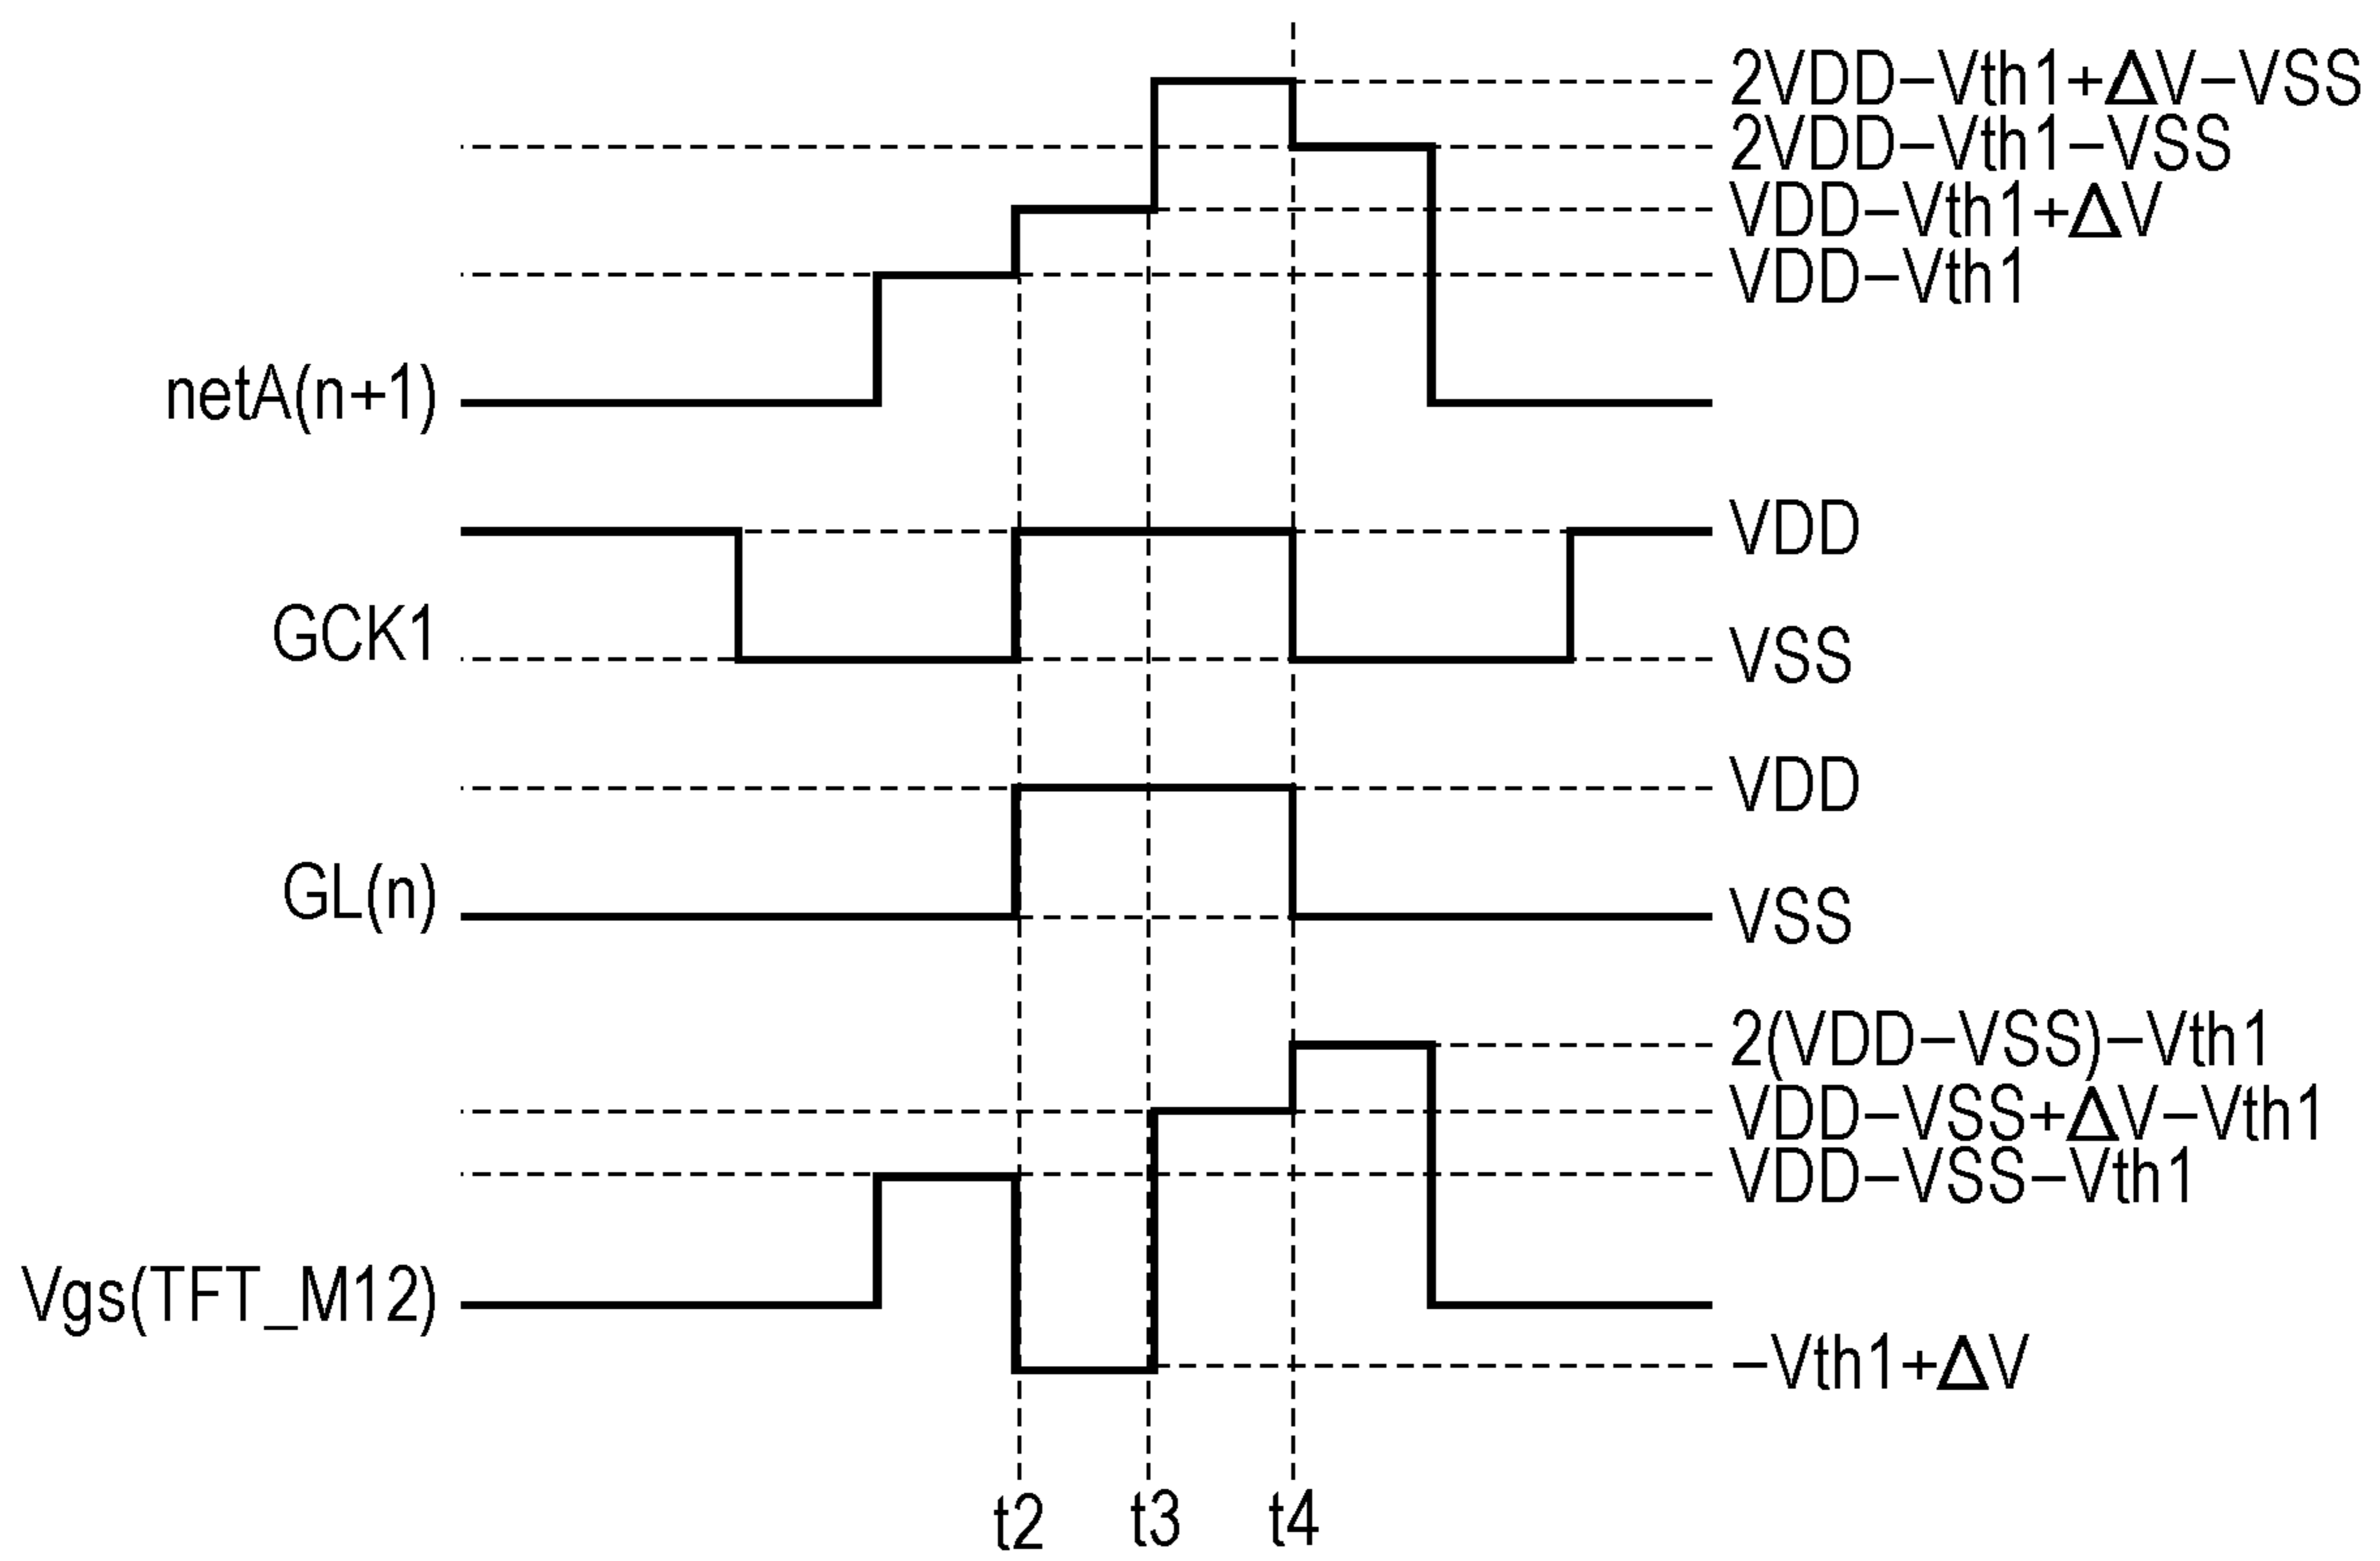 2VDD−Vth1+ΔV−VSS
2VDD−Vth1−VSS
VDD−Vth1+ΔV
VDD−Vth1
netA(n+1)
VDD
GCK1
VSS
VDD
GL(n)
VSS
2(VDD−VSS)−Vth1
VDD−VSS+ΔV−Vth1
VDD−VSS−Vth1
Vgs(TFT_M12)
−Vth1+ΔV
t2 t3 t4